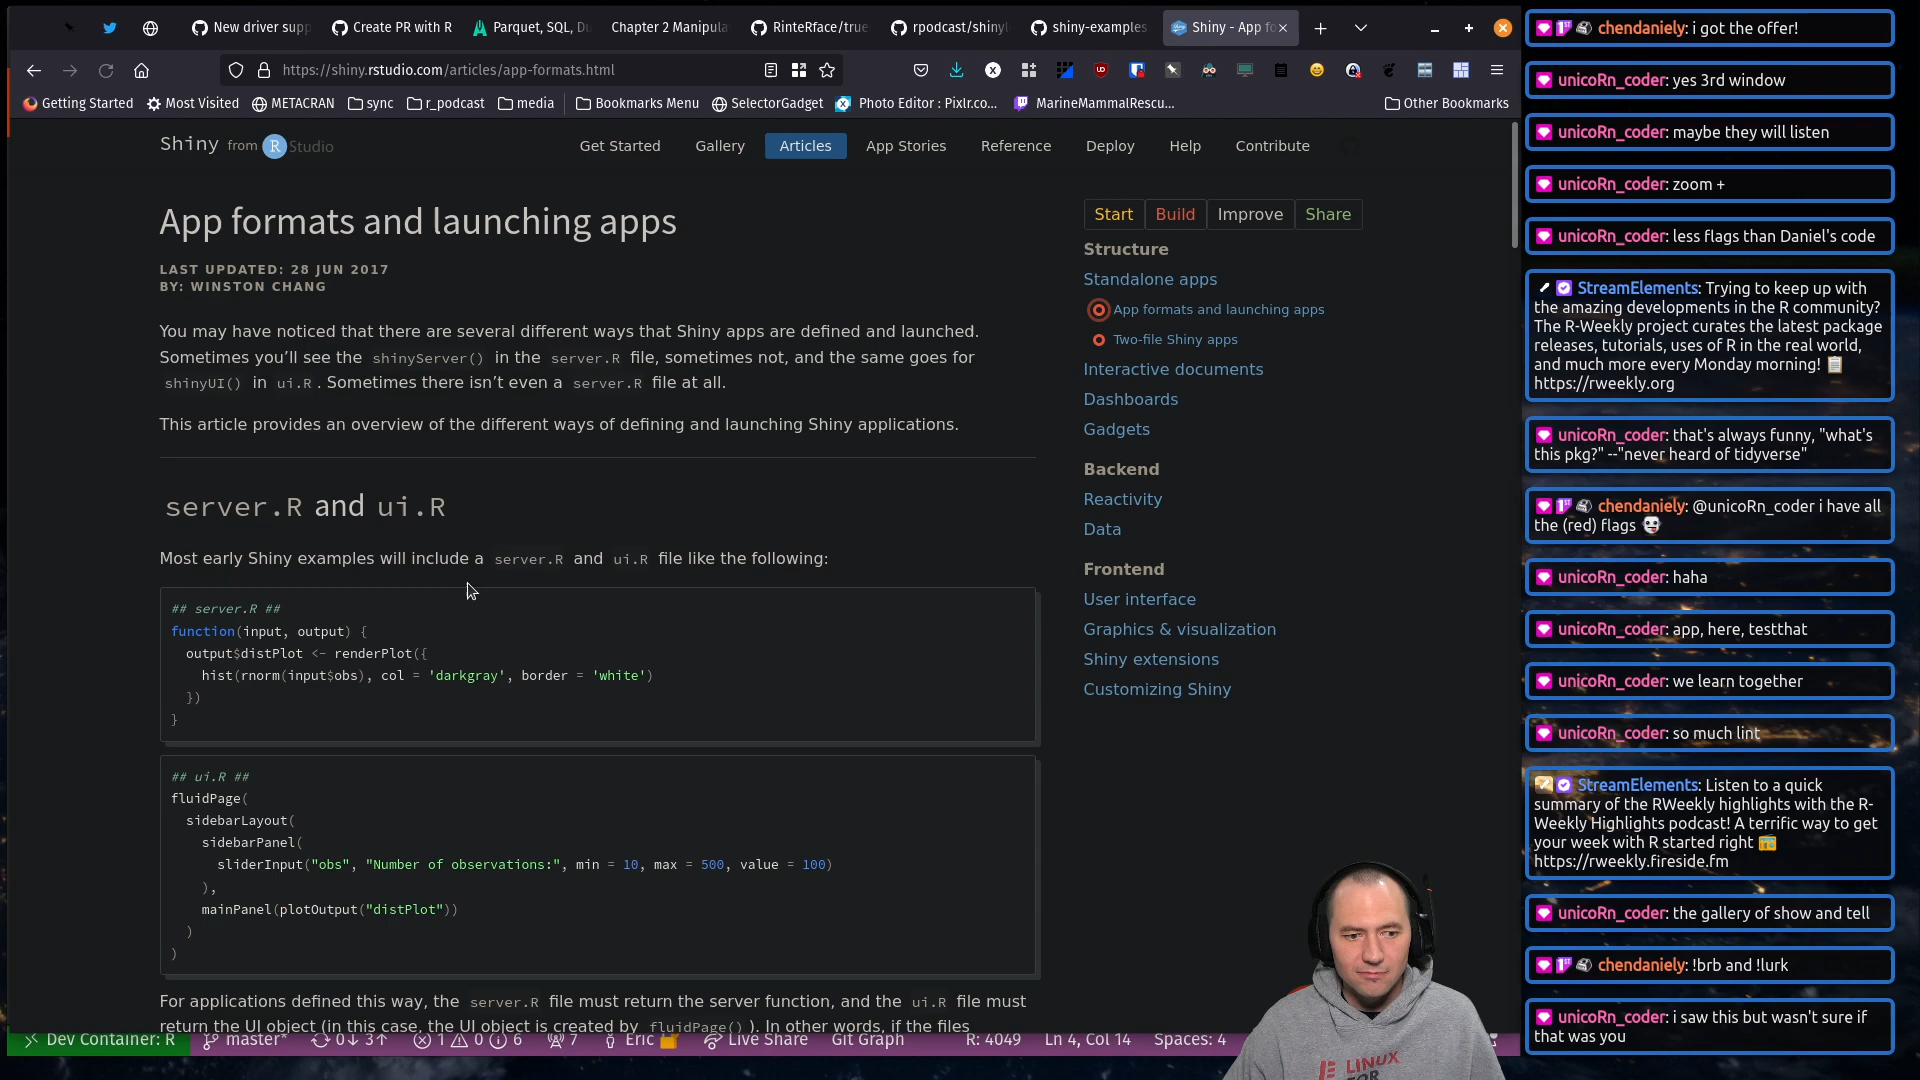 New driver supp
Create PR with R
Parquet, SQL, Du
Chapter 2 Manipula
RinteRface/true
rpodcast/shinyl
shiny-examples
Shiny - App fo
https://shiny.rstudio.com/articles/app-formats.html
Getting Started
Most Visited
METACRAN
sync
r_podcast
media
Bookmarks Menu
SelectorGadget
Photo Editor : Pixlr.co...
MarineMammalRescu...
Other Bookmarks
Shiny from R Studio
Get Started
Gallery
Articles
App Stories
Reference
Deploy
Help
Contribute
App formats and launching apps
LAST UPDATED: 28 JUN 2017
BY: WINSTON CHANG
You may have noticed that there are several different ways that Shiny apps are defined and launched.
Sometimes you’ll see the shinyServer() in the server.R file, sometimes not, and the same goes for
shinyUI() in ui.R . Sometimes there isn’t even a server.R file at all.
This article provides an overview of the different ways of defining and launching Shiny applications.
server.R and ui.R
Most early Shiny examples will include a server.R and ui.R file like the following:
## server.R ##
function(input, output) {
output$distPlot <- renderPlot({
hist(rnorm(input$obs), col = 'darkgray', border = 'white')
})
}
## ui.R ##
fluidPage(
sidebarLayout(
sidebarPanel(
sliderInput("obs", "Number of observations:", min = 10, max = 500, value = 100)
),
mainPanel(plotOutput("distPlot"))
)
)
For applications defined this way, the server.R file must return the server function, and the ui.R file must
return the UI object (in this case, the UI object is created by fluidPage() ). In other words, if the files
Start
Build
Improve
Share
Structure
Standalone apps
App formats and launching apps
Two-file Shiny apps
Interactive documents
Dashboards
Gadgets
Backend
Reactivity
Data
Frontend
User interface
Graphics & visualization
Shiny extensions
Customizing Shiny
Dev Container: R
master*
0↓ 3↑
1
0
6
7
Eric
Live Share
Git Graph
R: 4049
Ln 4, Col 14
Spaces: 4
LINUX
FOR
chendaniely: i got the offer!
unicoRn_coder: yes 3rd window
unicoRn_coder: maybe they will listen
unicoRn_coder: zoom +
unicoRn_coder: less flags than Daniel's code
StreamElements: Trying to keep up with
the amazing developments in the R community?
The R-Weekly project curates the latest package
releases, tutorials, uses of R in the real world,
and much more every Monday morning! 📋
https://rweekly.org
unicoRn_coder: that's always funny, "what's
this pkg?" --"never heard of tidyverse"
chendaniely: @unicoRn_coder i have all
the (red) flags 👻
unicoRn_coder: haha
unicoRn_coder: app, here, testthat
unicoRn_coder: we learn together
unicoRn_coder: so much lint
StreamElements: Listen to a quick
summary of the RWeekly highlights with the R-
Weekly Highlights podcast! A terrific way to get
your week with R started right 📻
https://rweekly.fireside.fm
unicoRn_coder: the gallery of show and tell
chendaniely: !brb and !lurk
unicoRn_coder: i saw this but wasn't sure if
that was you